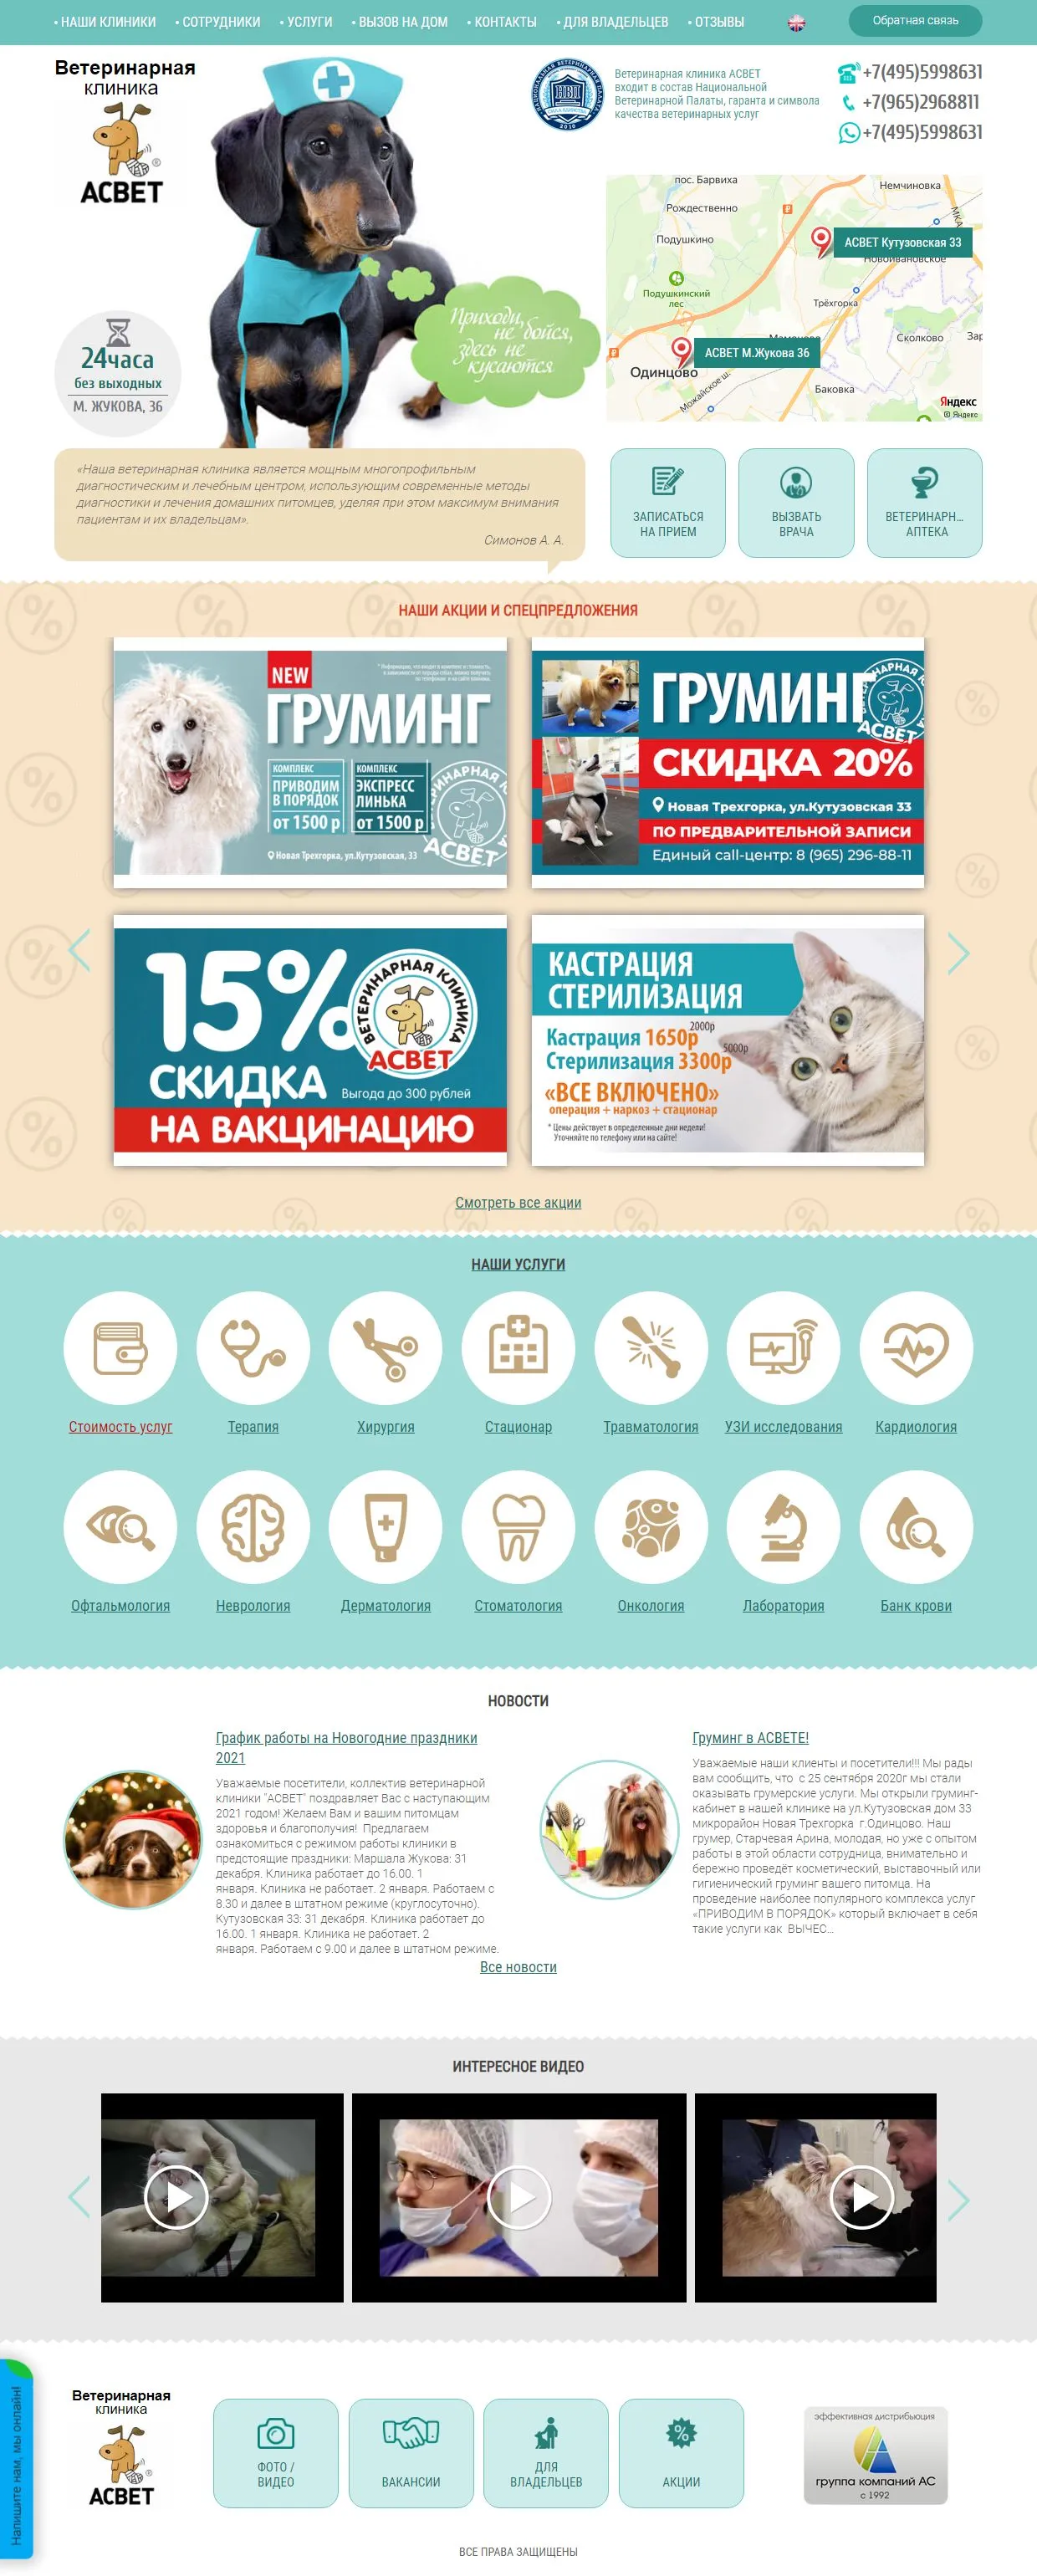 • НАШИ КЛИНИКИ • СОТРУДНИКИ • УСЛУГИ • ВЫЗОВ НА ДОМ • КОНТАКТЫ • ДЛЯ ВЛАДЕЛЬЦЕВ • ОТЗЫВЫ
Обратная связь
Ветеринарная
клиника
®
АСВЕТ
Ветеринарная клиника АСВЕТ
входит в состав Национальной
Ветеринарной Палаты, гаранта и символа
качества ветеринарных услуг
+7(495)5998631
+7(965)2968811
+7(495)5998631
НВП
2010
24часа
без выходных
М. ЖУКОВА, 36
Приходи,
не бойся,
здесь не
кусаются
пос. Барвиха
Немчиновка
Рождественно
МКА
Подушкино
АСВЕТ Кутузовская 33
Новоивановское
Подушкинский
лес
Трёхгорка
Сколково
Зар
АСВЕТ М.Жукова 36
Одинцово
Можайское ш.
Баковка
Яндекс
© Яндекс
«Наша ветеринарная клиника является мощным многопрофильным
диагностическим и лечебным центром, использующим современные методы
диагностики и лечения домашних питомцев, уделяя при этом максимум внимания
пациентам и их владельцам».
Симонов А. А.
ЗАПИСАТЬСЯ
НА ПРИЕМ
ВЫЗВАТЬ
ВРАЧА
ВЕТЕРИНАРН...
АПТЕКА
НАШИ АКЦИИ И СПЕЦПРЕДЛОЖЕНИЯ
NEW
ГРУМИНГ
КОМПЛЕКС
ПРИВОДИМ
В ПОРЯДОК
от 1500 р
КОМПЛЕКС
ЭКСПРЕСС
ЛИНЬКА
от 1500 р
АСВЕТ
Новая Трехгорка, ул.Кутузовская, 33
ГРУМИНГ
АСВЕТ
СКИДКА 20%
Новая Трехгорка, ул.Кутузовская 33
ПО ПРЕДВАРИТЕЛЬНОЙ ЗАПИСИ
Единый call-центр: 8 (965) 296-88-11
15%
СКИДКА
ВЕТЕРИНАРНАЯ КЛИНИКА
АСВЕТ
Выгода до 300 рублей
НА ВАКЦИНАЦИЮ
КАСТРАЦИЯ
СТЕРИЛИЗАЦИЯ
2000р
Кастрация 1650р
5000р
Стерилизация 3300р
«ВСЕ ВКЛЮЧЕНО»
операция + наркоз + стационар
* Цены действуют в определенные дни недели!
Уточняйте по телефону или на сайте!
Смотреть все акции
НАШИ УСЛУГИ
Стоимость услуг
Терапия
Хирургия
Стационар
Травматология
УЗИ исследования
Кардиология
Офтальмология
Неврология
Дерматология
Стоматология
Онкология
Лаборатория
Банк крови
НОВОСТИ
График работы на Новогодние праздники
2021
Уважаемые посетители, коллектив ветеринарной
клиники "АСВЕТ" поздравляет Вас с наступающим
2021 годом! Желаем Вам и вашим питомцам
здоровья и благополучия! Предлагаем
ознакомиться с режимом работы клиники в
предстоящие праздники: Маршала Жукова: 31
декабря. Клиника работает до 16.00. 1
января. Клиника не работает. 2 января. Работаем с
8.30 и далее в штатном режиме (круглосуточно).
Кутузовская 33: 31 декабря. Клиника работает до
16.00. 1 января. Клиника не работает. 2
января. Работаем с 9.00 и далее в штатном режиме.
Груминг в АСВЕТЕ!
Уважаемые наши клиенты и посетители!!! Мы рады
вам сообщить, что с 25 сентября 2020г мы стали
оказывать грумерские услуги. Мы открыли груминг-
кабинет в нашей клинике на ул.Кутузовская дом 33
микрорайон Новая Трехгорка г.Одинцово. Наш
грумер, Старчевая Арина, молодая, но уже с опытом
работы в этой области сотрудница, внимательно и
бережно проведёт косметический, выставочный или
гигиенический груминг вашего питомца. На
проведение наиболее популярного комплекса услуг
«ПРИВОДИМ В ПОРЯДОК» который включает в себя
такие услуги как ВЫЧЕС...
Все новости
ИНТЕРЕСНОЕ ВИДЕО
Напишите нам, мы онлайн!
Ветеринарная
клиника
®
АСВЕТ
ФОТО /
ВИДЕО
ВАКАНСИИ
ДЛЯ
ВЛАДЕЛЬЦЕВ
АКЦИИ
эффективная дистрибьюция
группа компаний АС
с 1992
ВСЕ ПРАВА ЗАЩИЩЕНЫ